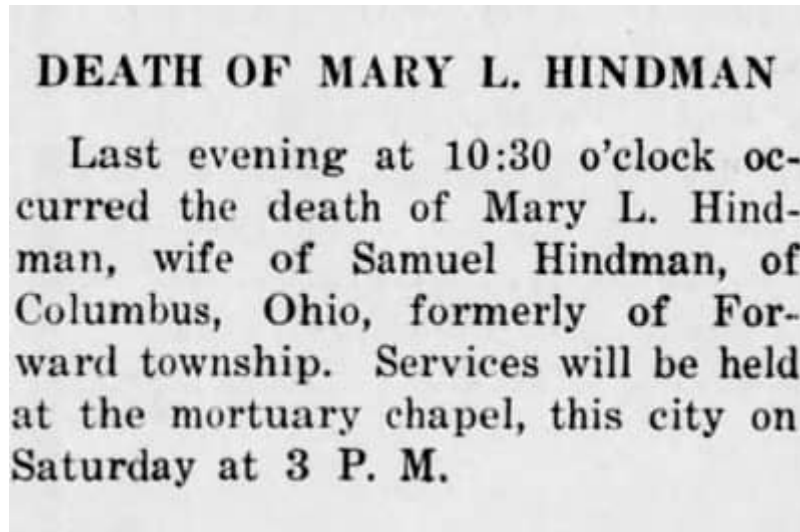 DEATH OF MARY L. HINDMAN
Last evening at 10:30 o'clock oc-
curred the death of Mary L. Hind-
man, wife of Samuel Hindman, of
Columbus, Ohio, formerly of For-
ward township. Services will be held
at the mortuary chapel, this city on
Saturday at 3 P. M.